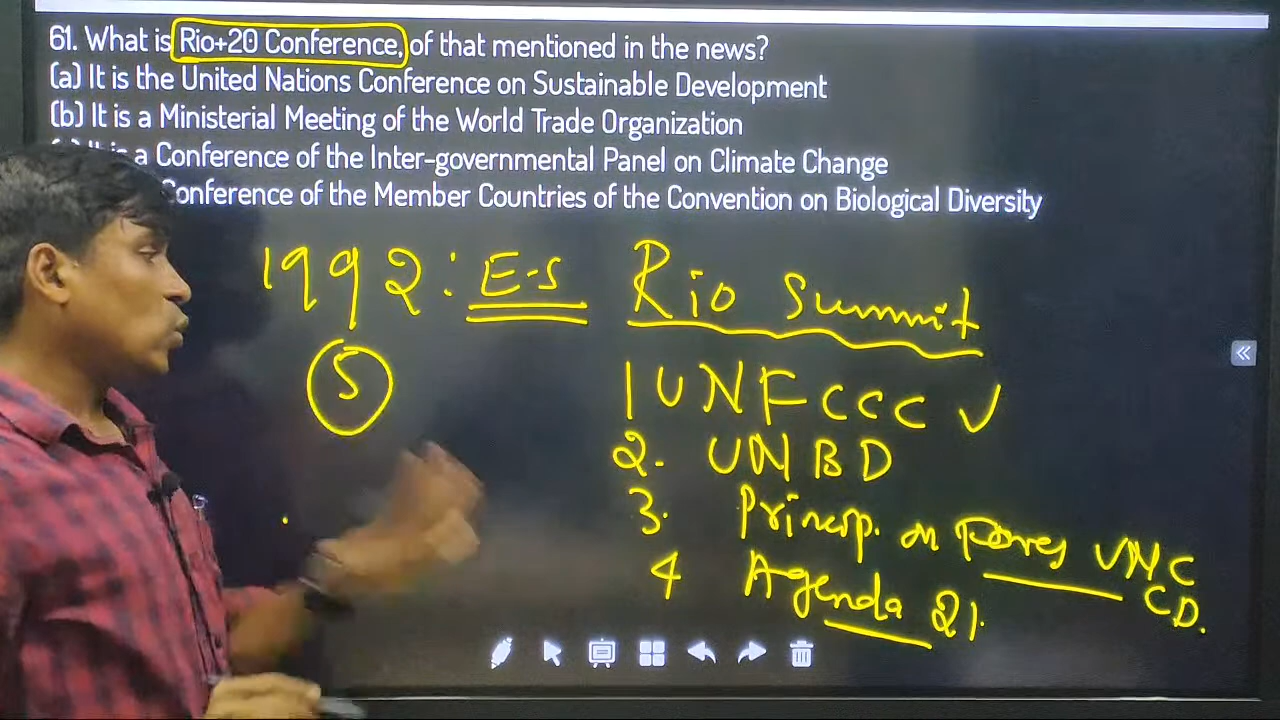 61. What is Rio+20 Conference, of that mentioned in the news?
(a) It is the United Nations Conference on Sustainable Development
(b) It is a Ministerial Meeting of the World Trade Organization
It is a Conference of the Inter-governmental Panel on Climate Change
Conference of the Member Countries of the Convention on Biological Diversity
1992: E-S Rio Summit
5
1 UNFCCC ✓
2. UNBD
3. Princip. on UNC
CD.
4 Agenda 21.